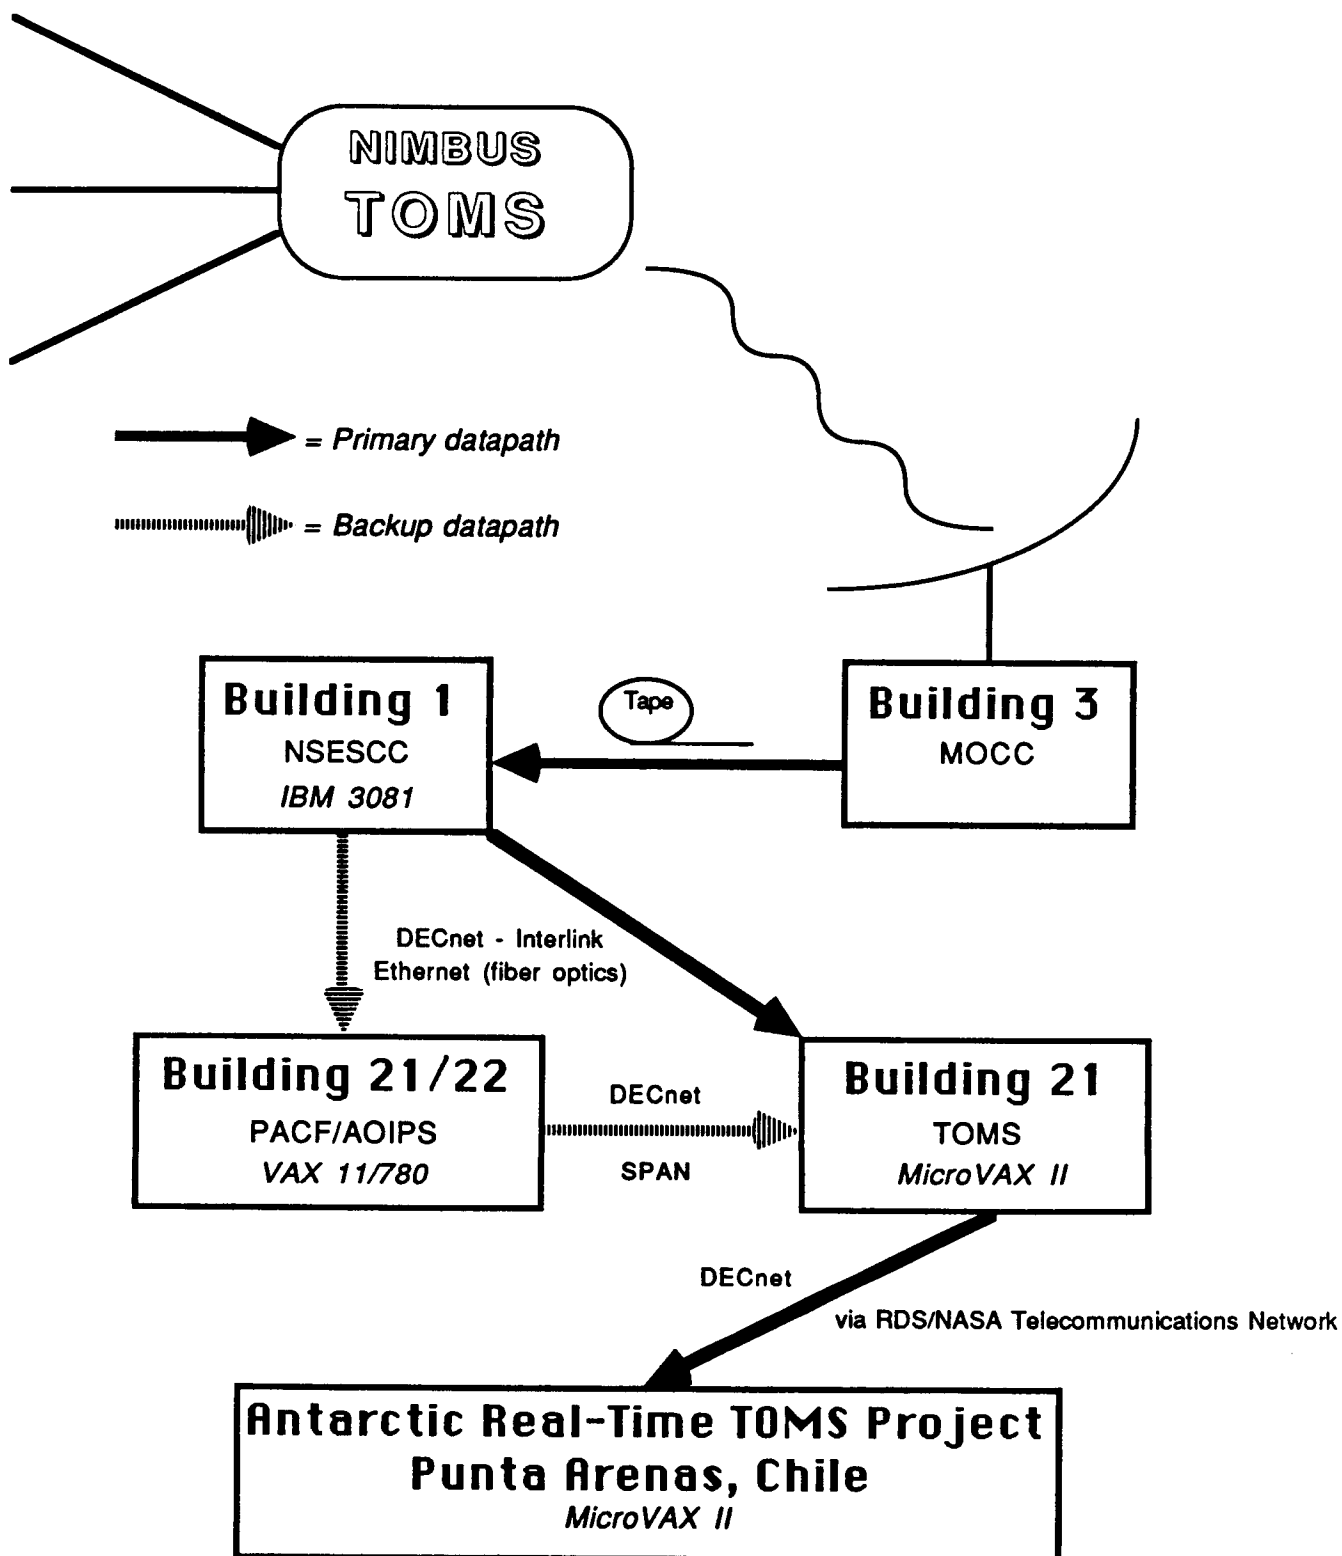 NIMBUS
TOMS
= Primary datapath
= Backup datapath
Building 1
NSESCC
IBM 3081
Tape
Building 3
MOCC
DECnet - Interlink
Ethernet (fiber optics)
Building 21/22
PACF/AOIPS
VAX 11/780
DECnet
SPAN
Building 21
TOMS
MicroVAX II
DECnet
via RDS/NASA Telecommunications Network
Antarctic Real-Time TOMS Project
Punta Arenas, Chile
MicroVAX II